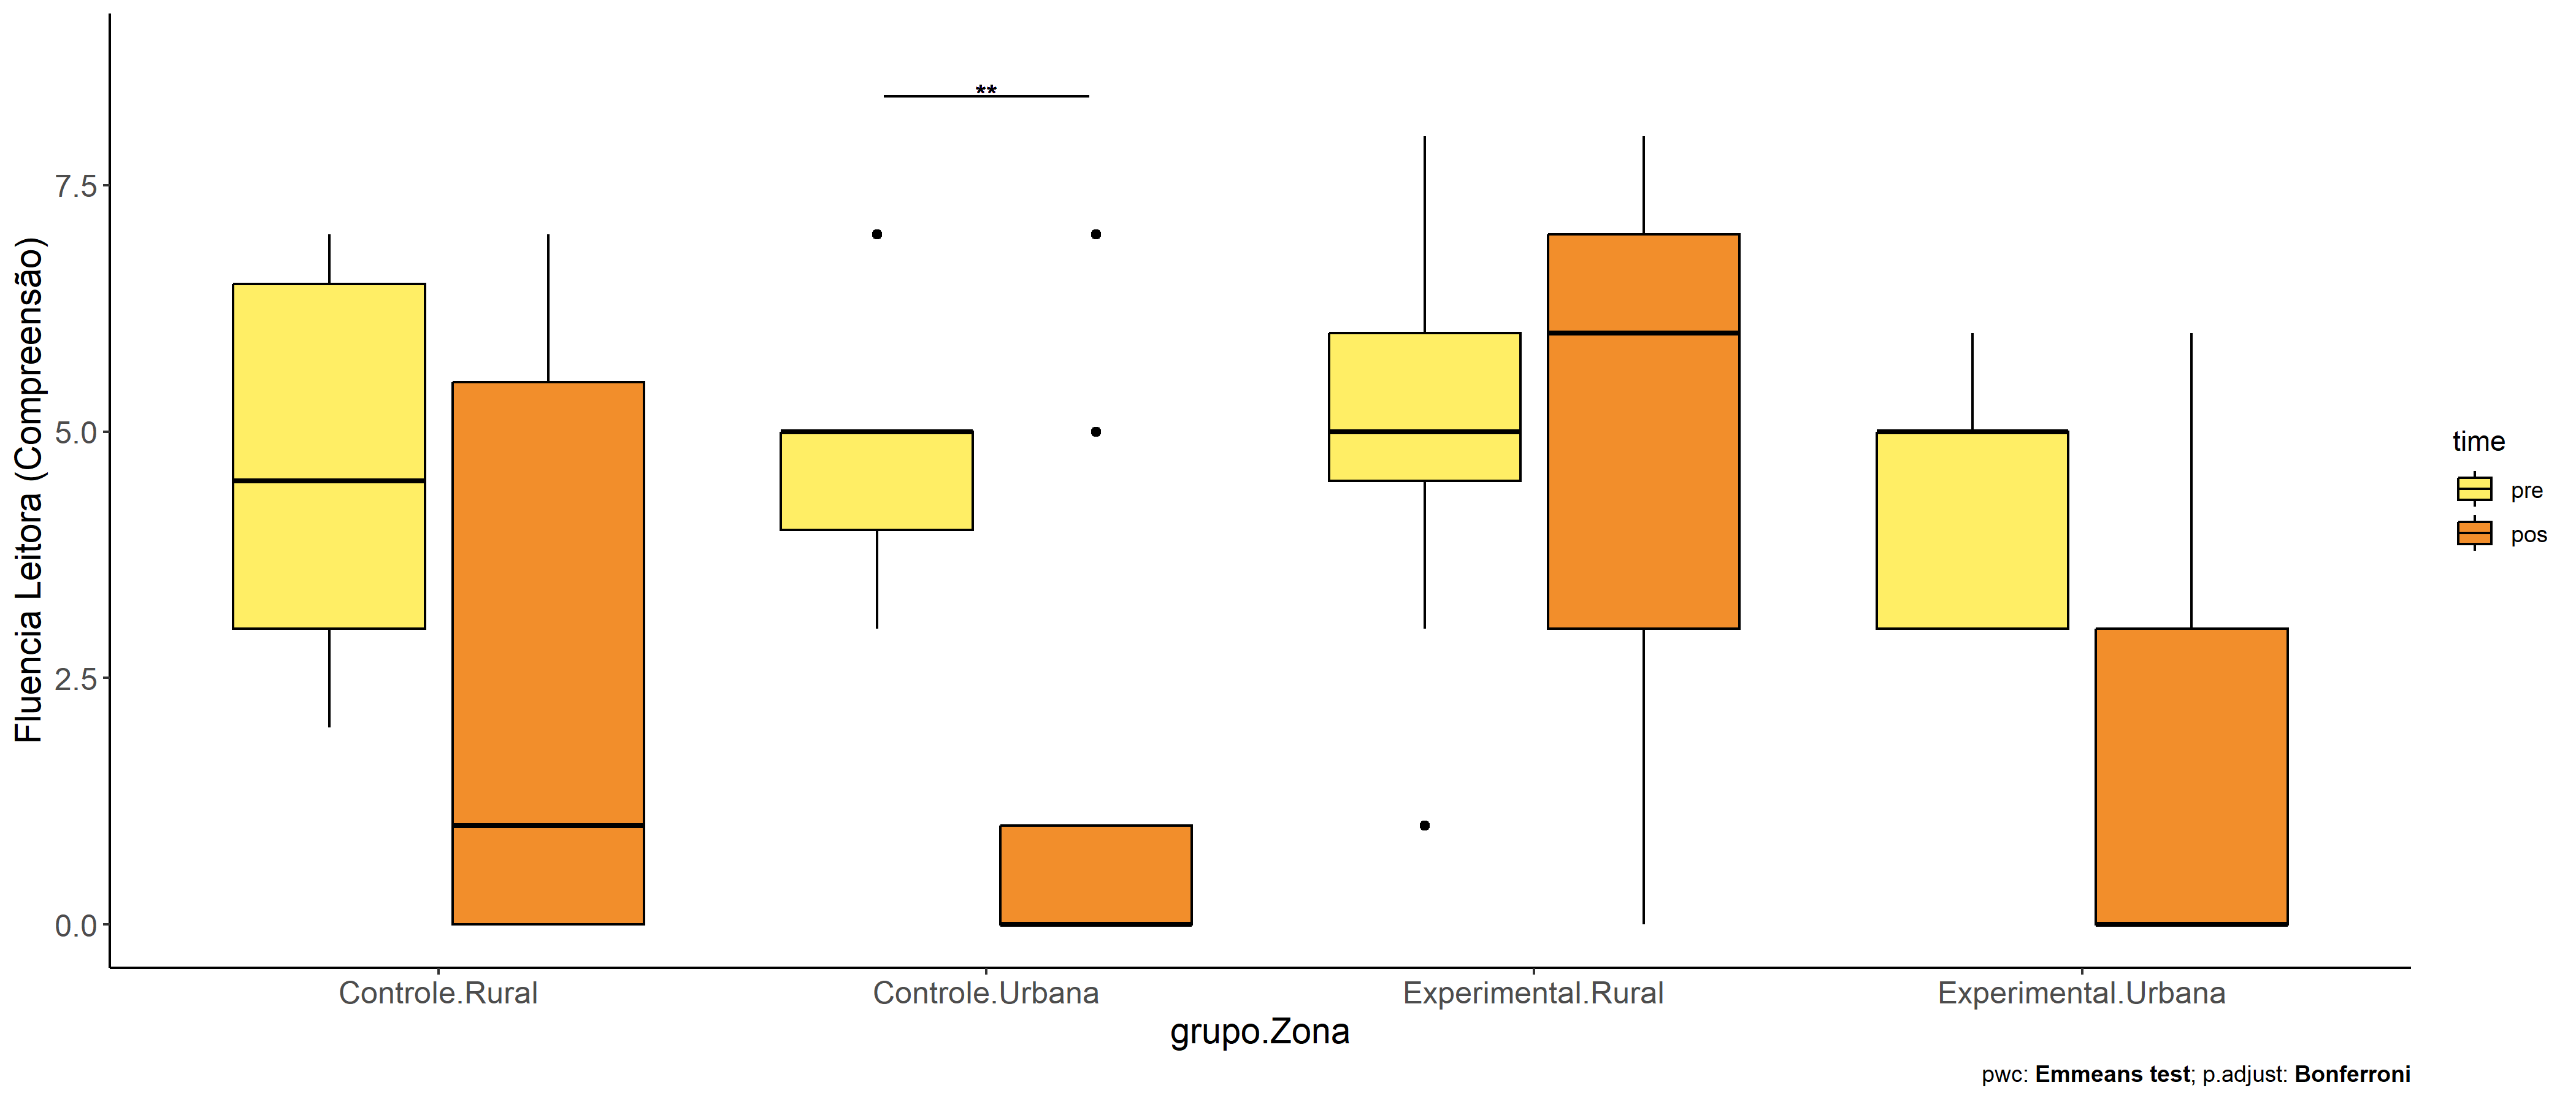 **
Fluencia Leitora (Compreensão)
7.5
5.0
2.5
0.0
Controle.Rural
Controle.Urbana
Experimental.Rural
Experimental.Urbana
grupo.Zona
time
pre
pos
pwc: Emmeans test; p.adjust: Bonferroni